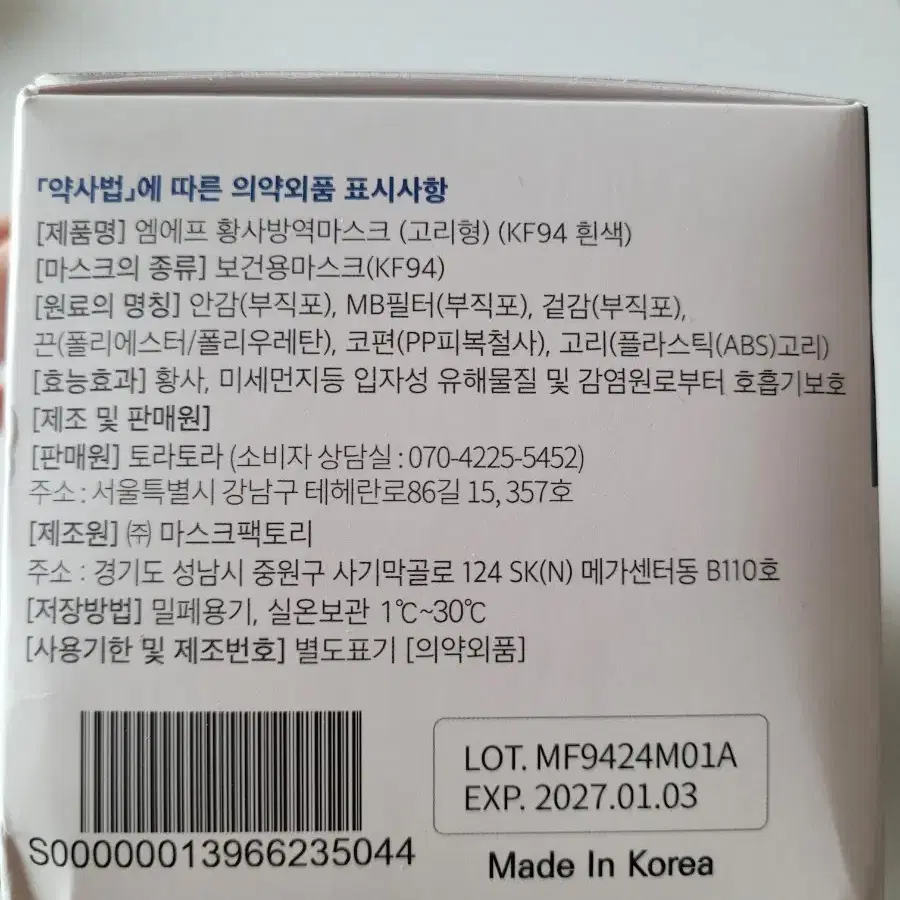 「약사법」에 따른 의약외품 표시사항
[제품명] 엠에프 황사방역마스크 (고리형) (KF94 흰색)
[마스크의 종류] 보건용마스크(KF94)
[원료의 명칭] 안감(부직포), MB필터(부직포), 겉감(부직포),
끈(폴리에스터/폴리우레탄), 코편(PP피복철사), 고리(플라스틱(ABS)고리)
[효능효과] 황사, 미세먼지등 입자성 유해물질 및 감염원로부터 호흡기보호
[제조 및 판매원]
[판매원] 토라토라 (소비자 상담실 : 070-4225-5452)
주소 : 서울특별시 강남구 테헤란로86길 15, 357호
[제조원] ㈜ 마스크팩토리
주소 : 경기도 성남시 중원구 사기막골로 124 SK(N) 메가센터동 B110호
[저장방법] 밀폐용기, 실온보관 1℃~30℃
[사용기한 및 제조번호] 별도표기 [의약외품]
LOT. MF9424M01A
EXP. 2027.01.03
S0000013966235044
Made In Korea